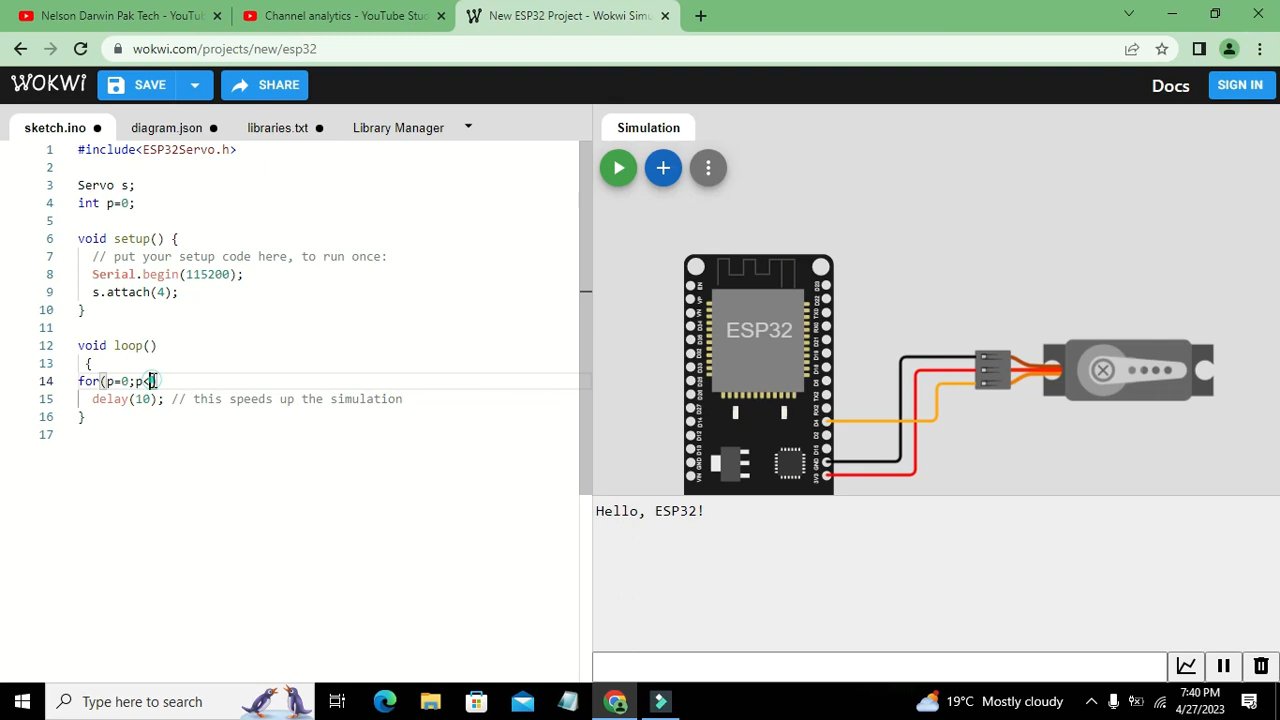 Nelson Darwin Pak Tech - YouTu
Channel analytics - YouTube Stu
New ESP32 Project - Wokwi Simu
wokwi.com/projects/new/esp32
WOKWI
SAVE
SHARE
Docs
SIGN IN
sketch.ino
diagram.json
libraries.txt
Library Manager
Simulation
1 #include<ESP32Servo.h>
2
3 Servo s;
4 int p=0;
5
6 void setup() {
7 // put your setup code here, to run once:
8 Serial.begin(115200);
9 s.attach(4);
10 }
11
12 void loop()
13 {
14 for(p=0;p<
15 delay(10); // this speeds up the simulation
16 }
17
ESP32
Hello, ESP32!
Type here to search
19°C Mostly cloudy
7:40 PM
4/27/2023